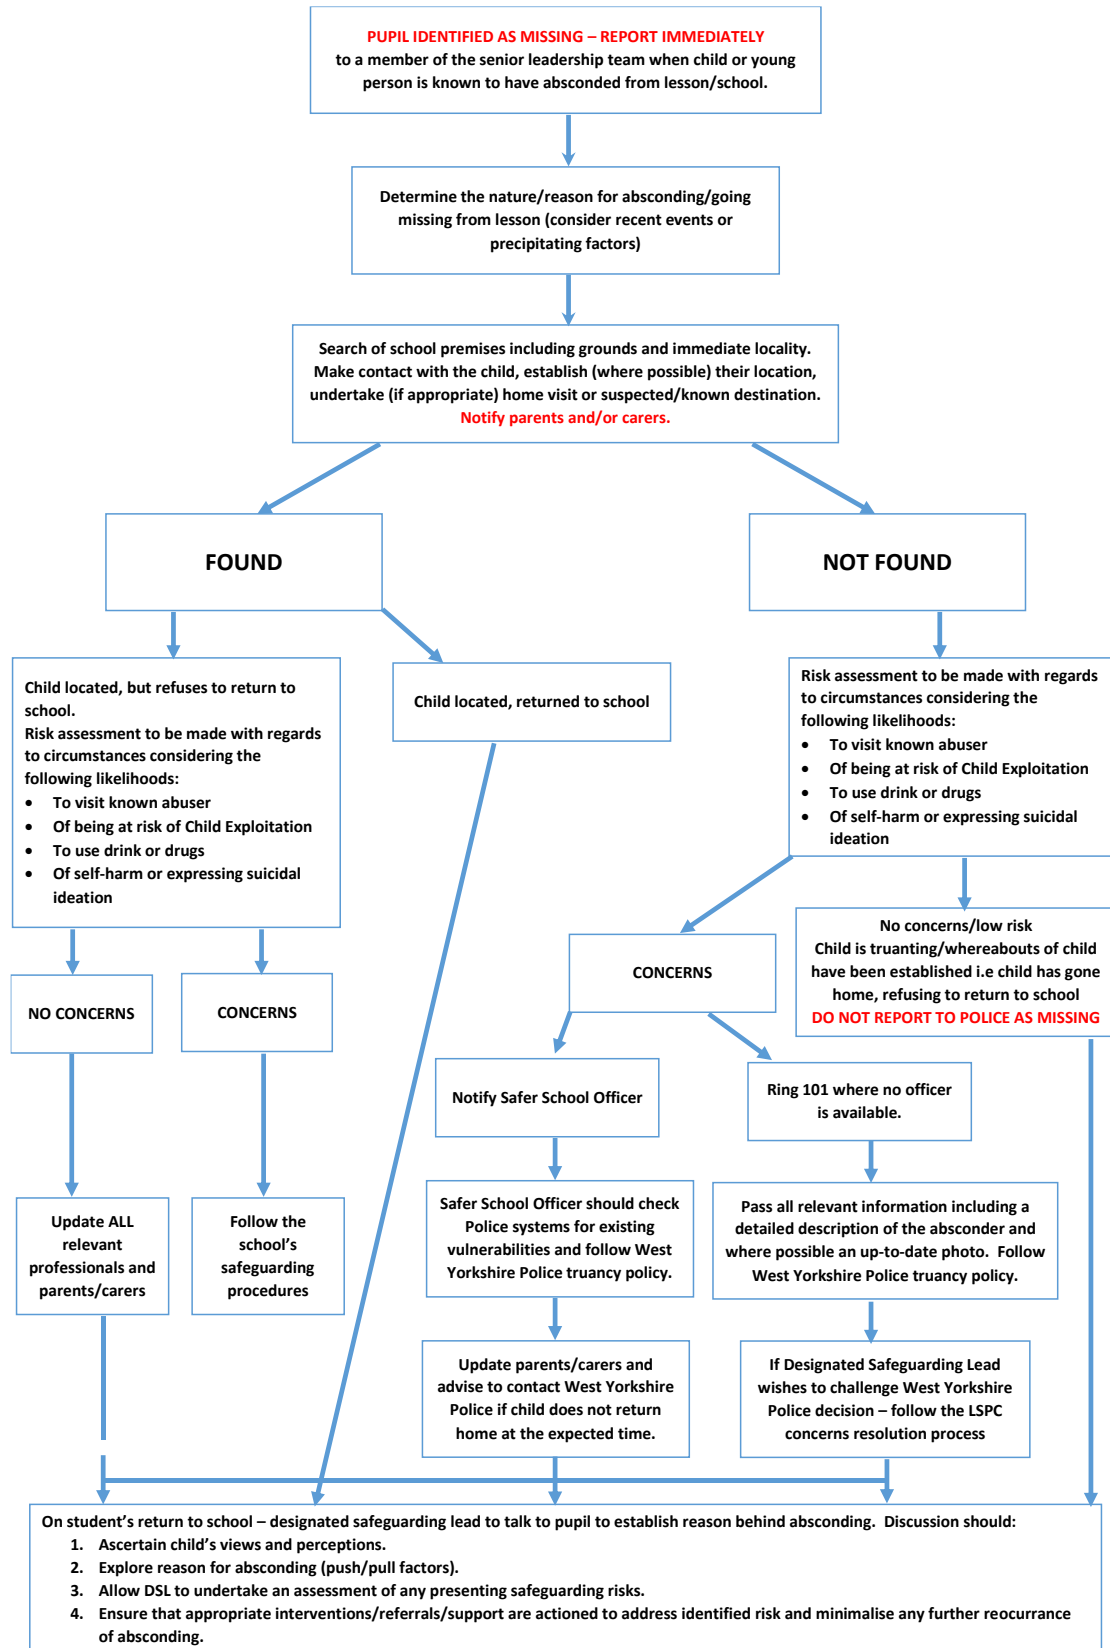 PUPIL IDENTIFIED AS MISSING – REPORT IMMEDIATELY
to a member of the senior leadership team when child or young
person is known to have absconded from lesson/school.
Determine the nature/reason for absconding/going
missing from lesson (consider recent events or
precipitating factors)
Search of school premises including grounds and immediate locality.
Make contact with the child, establish (where possible) their location,
undertake (if appropriate) home visit or suspected/known destination.
Notify parents and/or carers.
FOUND
NOT FOUND
Child located, but refuses to return to
school.
Risk assessment to be made with regards
to circumstances considering the
following likelihoods:
• To visit known abuser
• Of being at risk of Child Exploitation
• To use drink or drugs
• Of self-harm or expressing suicidal
ideation
Child located, returned to school
Risk assessment to be made with regards
to circumstances considering the
following likelihoods:
• To visit known abuser
• Of being at risk of Child Exploitation
• To use drink or drugs
• Of self-harm or expressing suicidal
ideation
NO CONCERNS
CONCERNS
CONCERNS
No concerns/low risk
Child is truanting/whereabouts of child
have been established i.e child has gone
home, refusing to return to school
DO NOT REPORT TO POLICE AS MISSING
Notify Safer School Officer
Ring 101 where no officer
is available.
Update ALL
relevant
professionals and
parents/carers
Follow the
school's
safeguarding
procedures
Safer School Officer should check
Police systems for existing
vulnerabilities and follow West
Yorkshire Police truancy policy.
Pass all relevant information including a
detailed description of the absconder and
where possible an up-to-date photo. Follow
West Yorkshire Police truancy policy.
Update parents/carers and
advise to contact West Yorkshire
Police if child does not return
home at the expected time.
If Designated Safeguarding Lead
wishes to challenge West Yorkshire
Police decision – follow the LSPC
concerns resolution process
On student's return to school – designated safeguarding lead to talk to pupil to establish reason behind absconding. Discussion should:
1. Ascertain child's views and perceptions.
2. Explore reason for absconding (push/pull factors).
3. Allow DSL to undertake an assessment of any presenting safeguarding risks.
4. Ensure that appropriate interventions/referrals/support are actioned to address identified risk and minimalise any further reocurrance
of absconding.